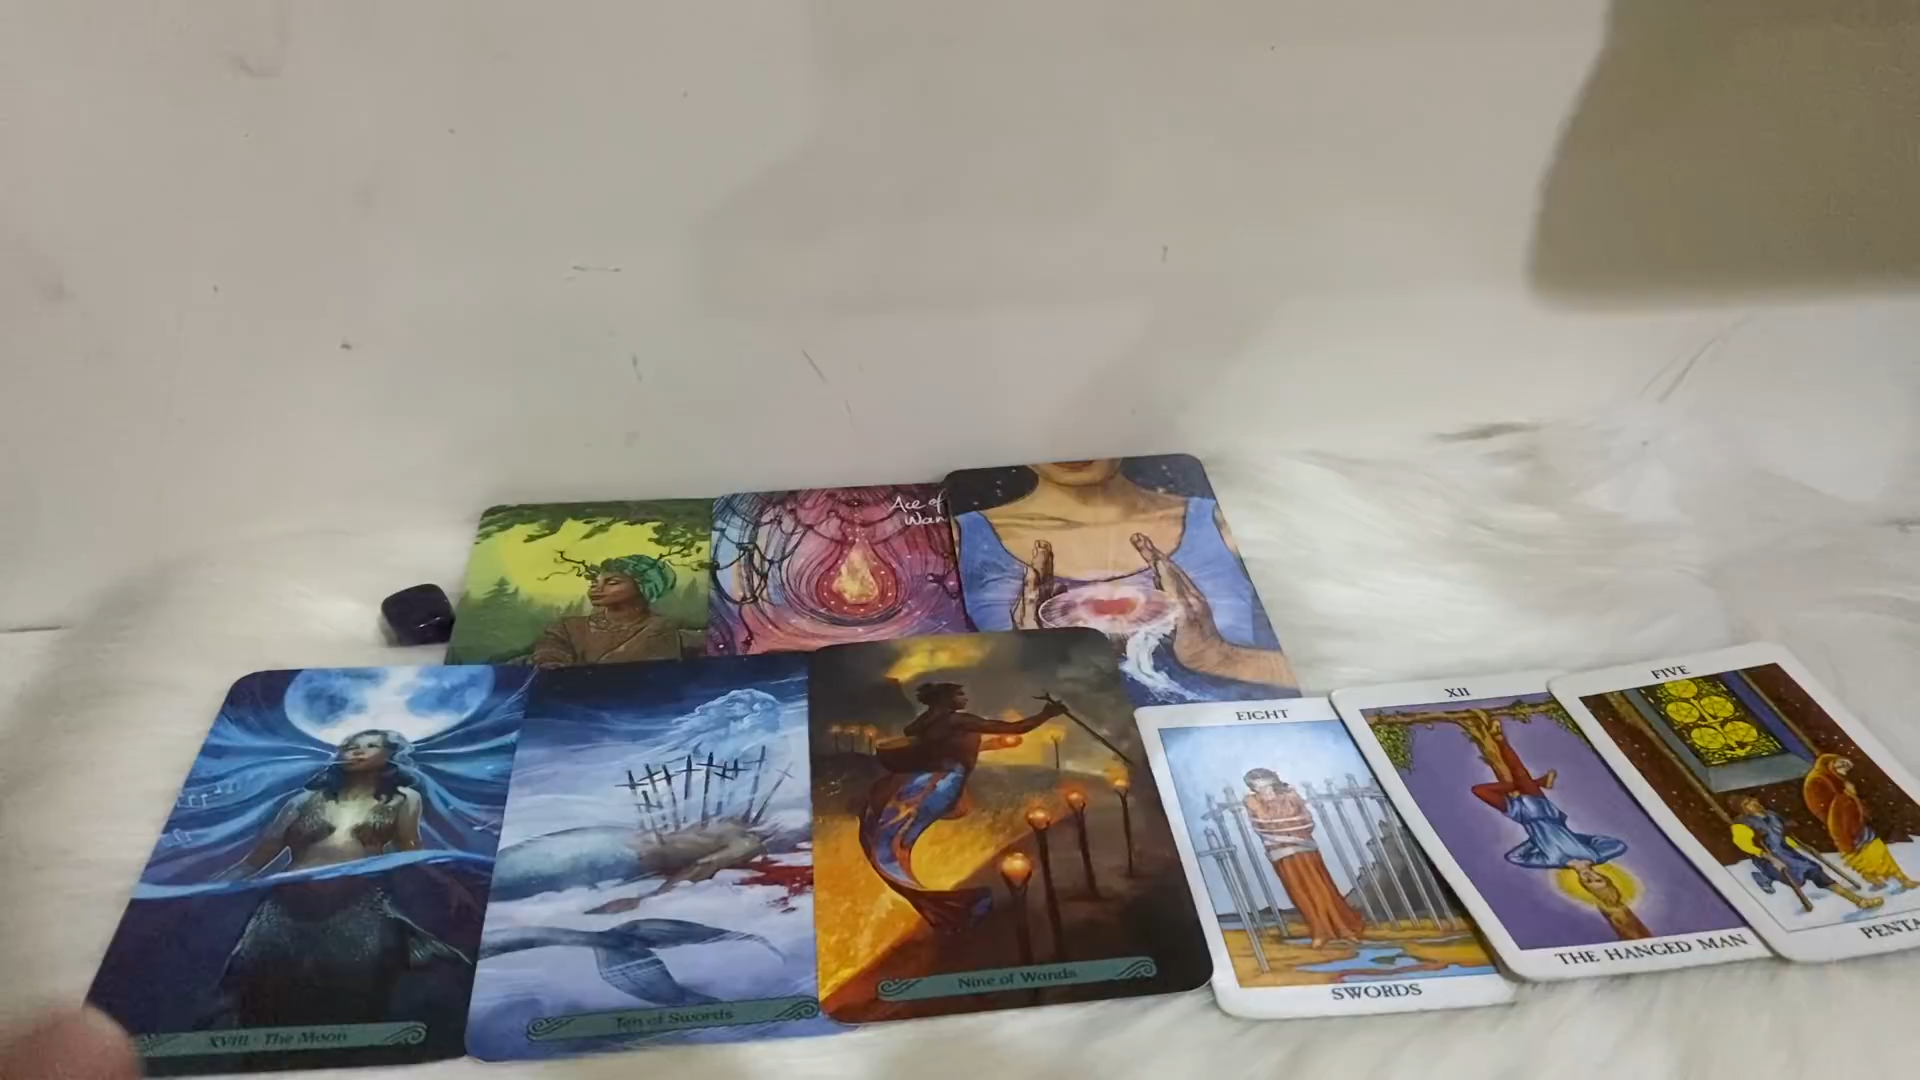 Ace of
Wan
EIGHT
SWORDS
XII
THE HANGED MAN
FIVE
PENTA
XVIII · The Moon
Ten of Swords
Nine of Wands